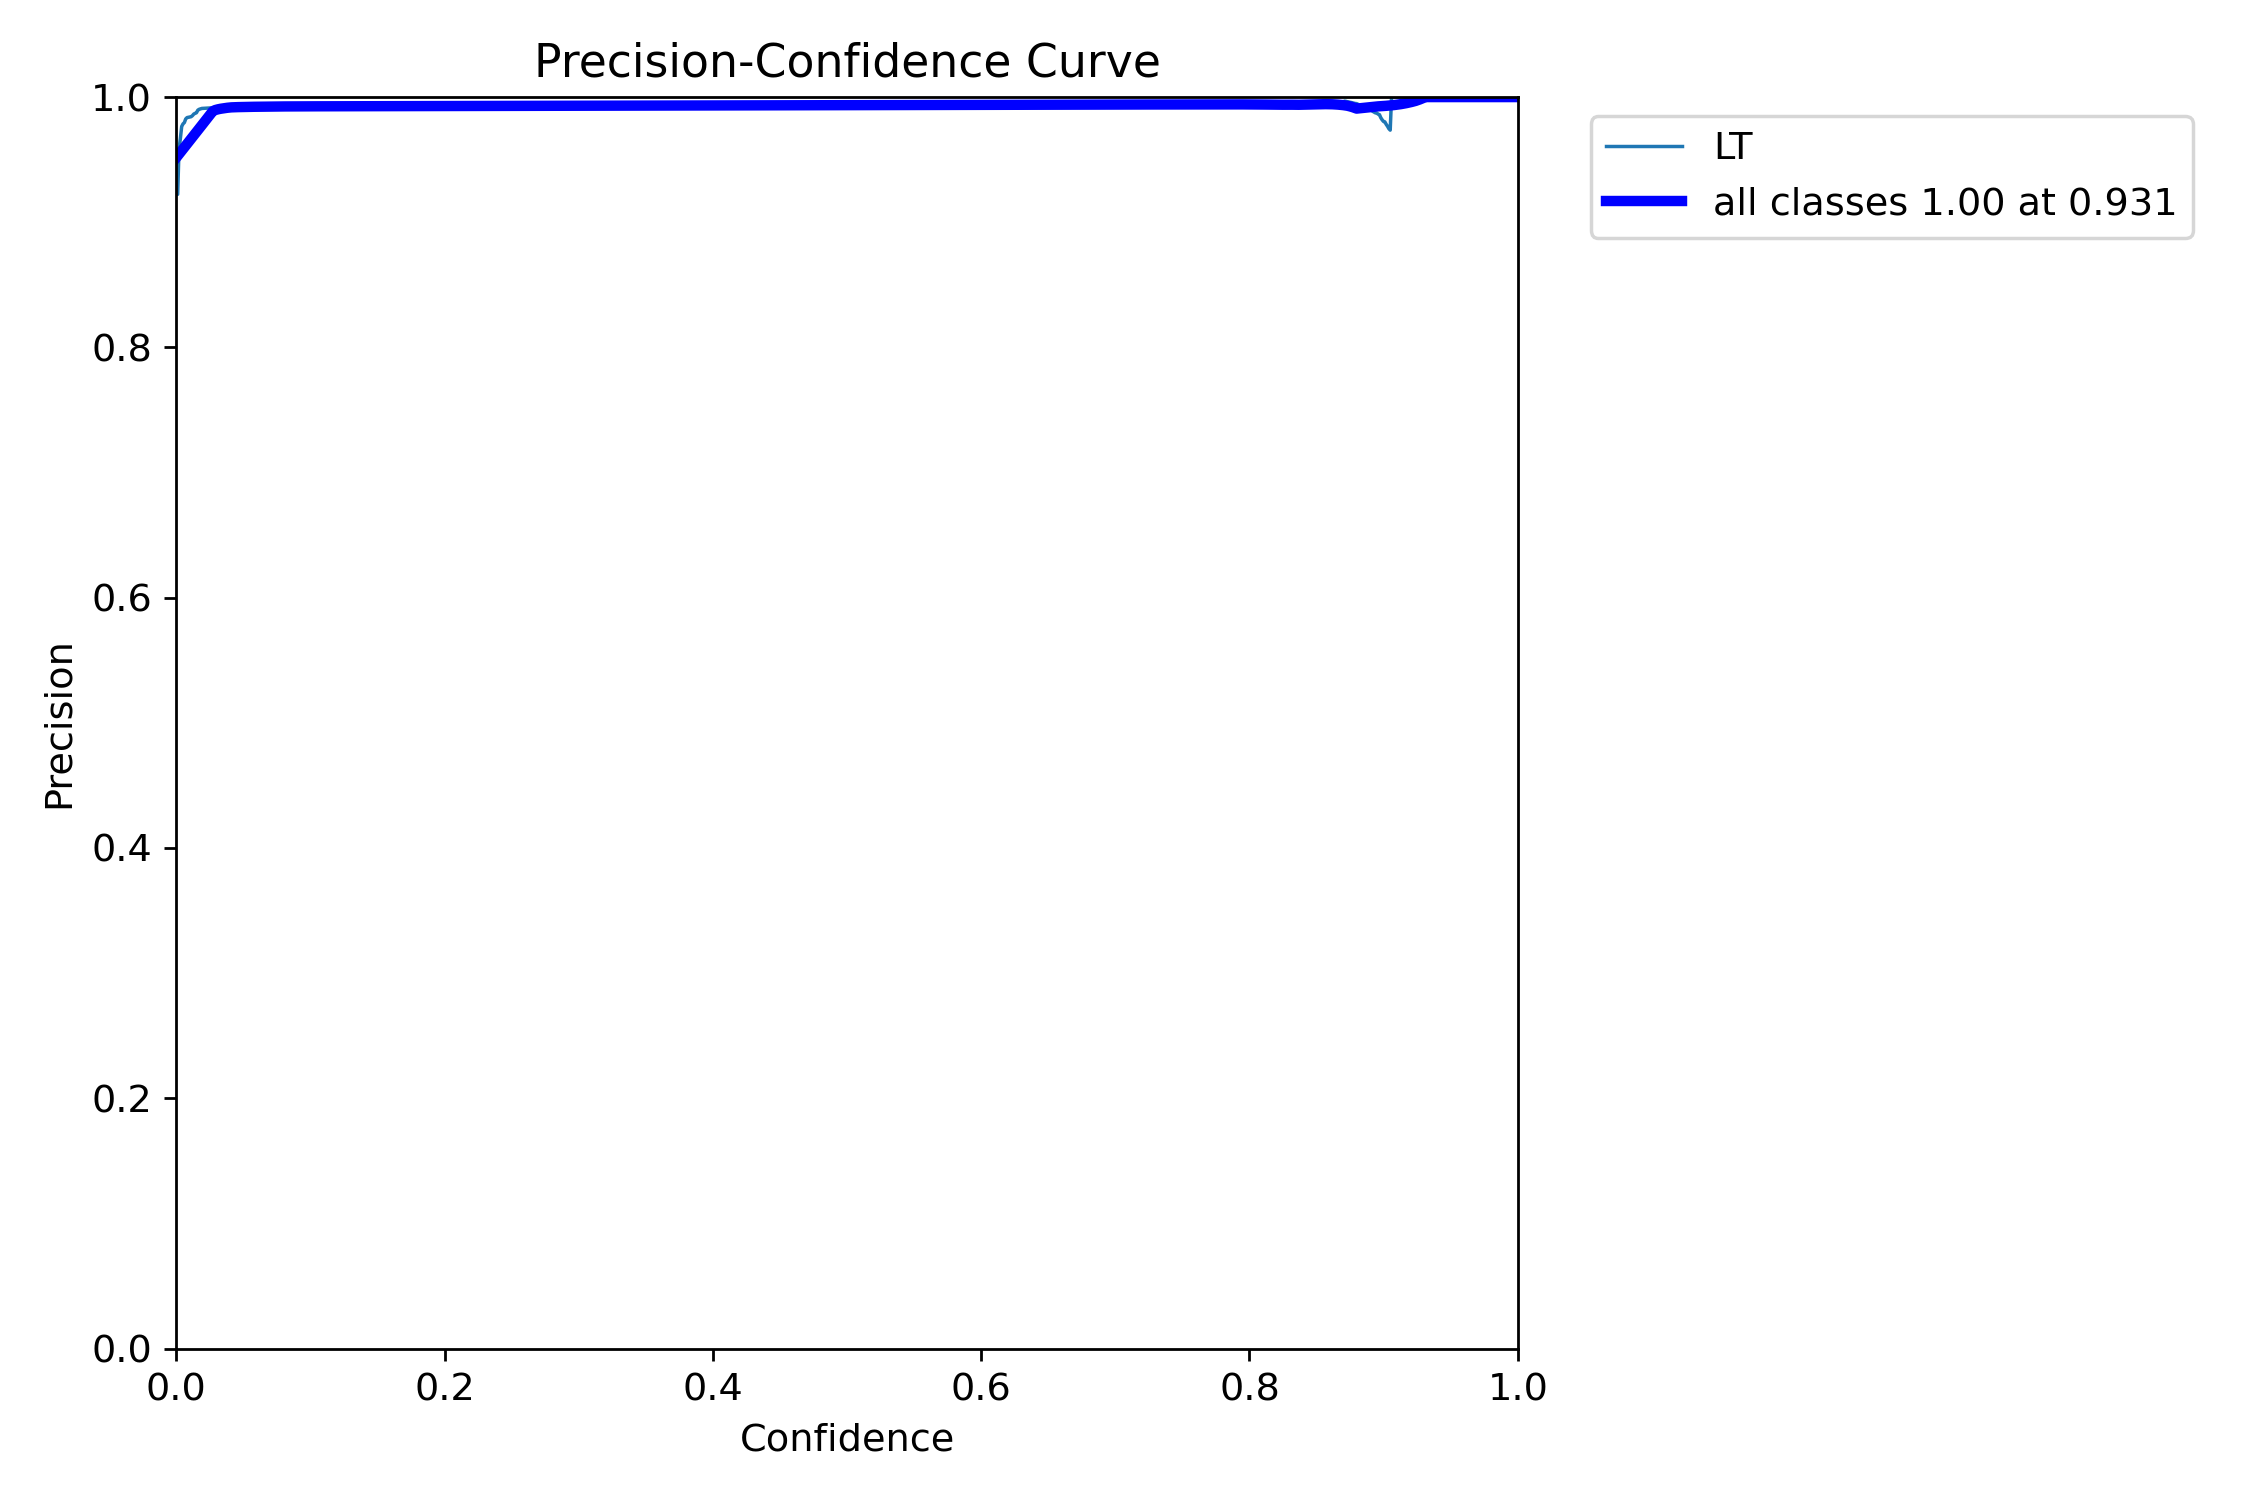 Precision-Confidence Curve
1.0
0.8
0.6
0.4
0.2
0.0
Precision
0.0 0.2 0.4 0.6 0.8 1.0
Confidence
LT
all classes 1.00 at 0.931